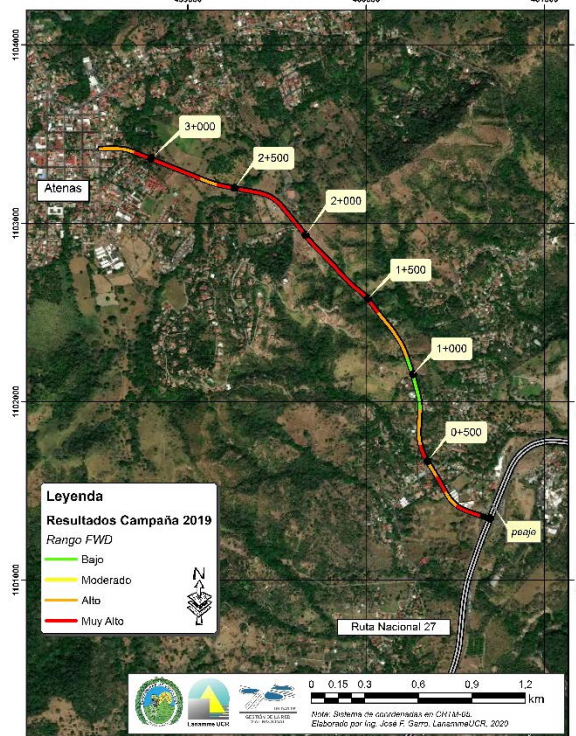 1104000
3+000
2+500
Atenas
2+000
1103000
1+500
1+000
1102000
0+500
peaje
Leyenda
Resultados Campaña 2019
Rango FWD
Bajo
Moderado
Alto
Muy Alto
N
1101000
Ruta Nacional 27
0 0.15 0.3 0.6 0.9 1,2
km
Lanamme UCR
Nota: Sistema de coordenadas en CRTM-05.
Elaborado por Ing. José F. Garro. LanammeUCR, 2020